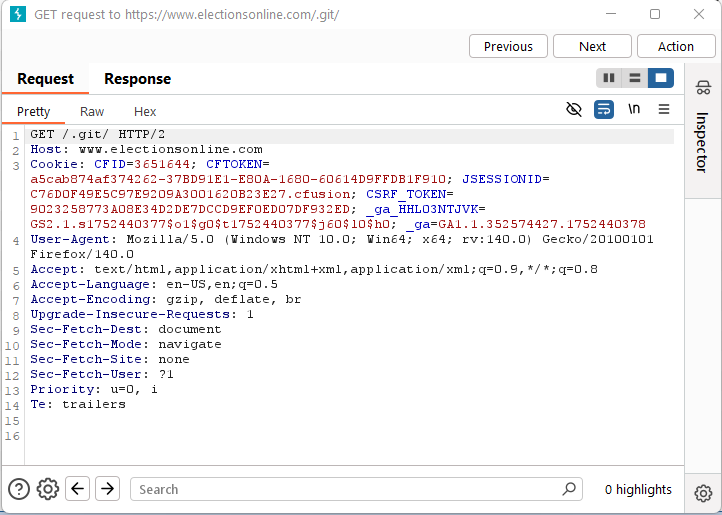 GET request to https://www.electionsonline.com/.git/
Previous Next Action
Request Response
Pretty Raw Hex \n
Inspector
1 GET /.git/ HTTP/2
2 Host: www.electionsonline.com
3 Cookie: CFID=3651644; CFTOKEN=
a5cab874af374262-37BD91E1-E80A-1680-60614D9FFDB1F910; JSESSIONID=
C76D0F49E5C97E9209A3001620B23E27.cfusion; CSRF_TOKEN=
9023258773A08E34D2DE7DCCD9EF0ED07DF932ED; _ga_HHL03NTJVK=
GS2.1.s1752440377$o1$g0$t1752440377$j60$l0$h0; _ga=GA1.1.352574427.1752440378
4 User-Agent: Mozilla/5.0 (Windows NT 10.0; Win64; x64; rv:140.0) Gecko/20100101
Firefox/140.0
5 Accept: text/html,application/xhtml+xml,application/xml;q=0.9,*/*;q=0.8
6 Accept-Language: en-US,en;q=0.5
7 Accept-Encoding: gzip, deflate, br
8 Upgrade-Insecure-Requests: 1
9 Sec-Fetch-Dest: document
10 Sec-Fetch-Mode: navigate
11 Sec-Fetch-Site: none
12 Sec-Fetch-User: ?1
13 Priority: u=0, i
14 Te: trailers
15
16
Search 0 highlights